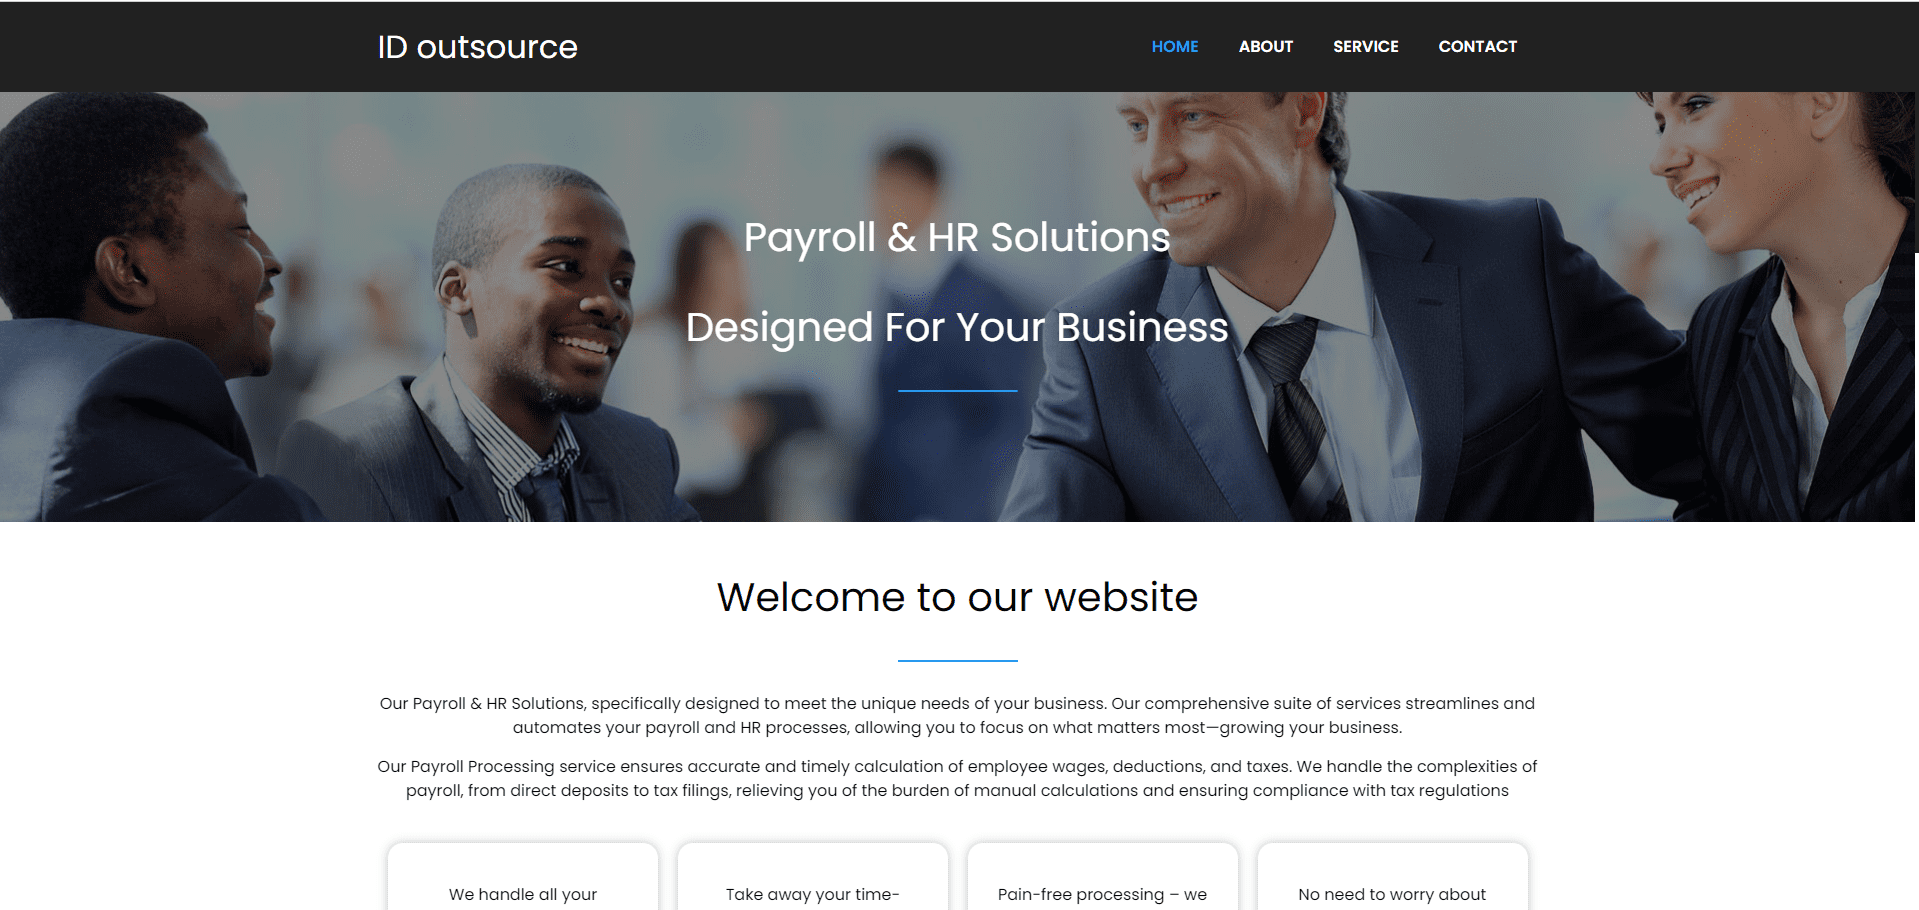 ID outsource
HOME ABOUT SERVICE CONTACT
Payroll & HR Solutions
Designed For Your Business
Welcome to our website
Our Payroll & HR Solutions, specifically designed to meet the unique needs of your business. Our comprehensive suite of services streamlines and
automates your payroll and HR processes, allowing you to focus on what matters most—growing your business.
Our Payroll Processing service ensures accurate and timely calculation of employee wages, deductions, and taxes. We handle the complexities of
payroll, from direct deposits to tax filings, relieving you of the burden of manual calculations and ensuring compliance with tax regulations
We handle all your
Take away your time-
Pain-free processing – we
No need to worry about